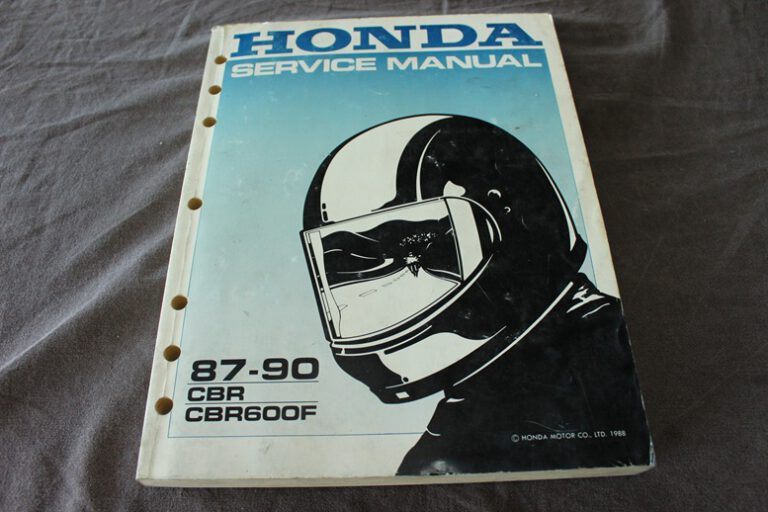 HONDA
SERVICE MANUAL
87-90
CBR
CBR600F
© HONDA MOTOR CO., LTD. 1988